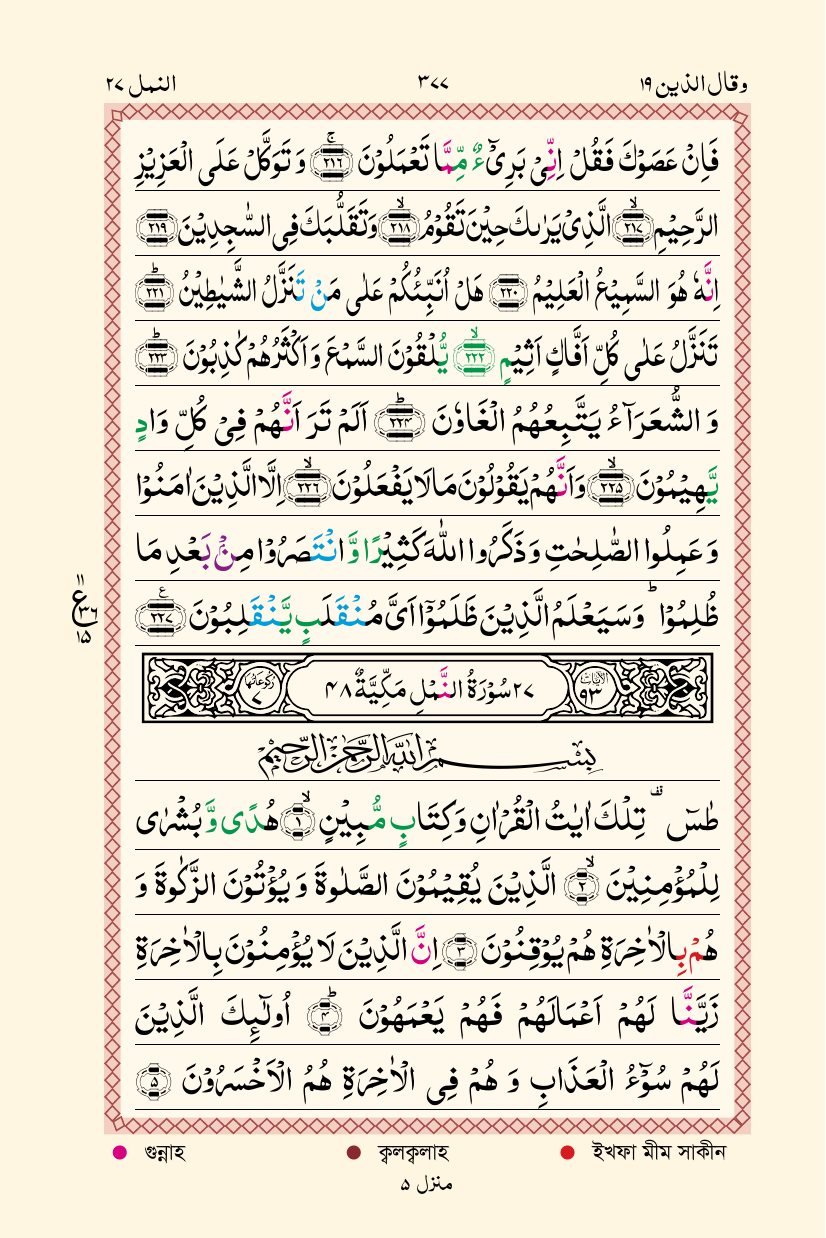 وقال الذين ١٩ ٣٧٧ النمل ٢٧
فَاِنْ عَصَوْكَ فَقُلْ اِنِّیْ بَرِیْٓءٌ مِّمَّا تَعْمَلُوْنَ ۚ﴿۲۱۶﴾ وَ تَوَكَّلْ عَلَی الْعَزِیْزِ
الرَّحِیْمِ ۙ﴿۲۱۷﴾ الَّذِیْ یَرٰىكَ حِیْنَ تَقُوْمُ ۙ﴿۲۱۸﴾ وَتَقَلُّبَكَ فِی السّٰجِدِیْنَ ﴿۲۱۹﴾
اِنَّهٗ هُوَ السَّمِیْعُ الْعَلِیْمُ ﴿۲۲۰﴾ هَلْ اُنَبِّئُكُمْ عَلٰی مَنْ تَنَزَّلُ الشَّیٰطِیْنُ ؕ﴿۲۲۱﴾
تَنَزَّلُ عَلٰی كُلِّ اَفَّاكٍ اَثِیْمٍ ۙ﴿۲۲۲﴾ یُّلْقُوْنَ السَّمْعَ وَ اَكْثَرُهُمْ كٰذِبُوْنَ ؕ﴿۲۲۳﴾
وَ الشُّعَرَآءُ یَتَّبِعُهُمُ الْغَاوٗنَ ؕ﴿۲۲۴﴾ اَلَمْ تَرَ اَنَّهُمْ فِیْ كُلِّ وَادٍ
یَّهِیْمُوْنَ ۙ﴿۲۲۵﴾ وَاَنَّهُمْ یَقُوْلُوْنَ مَا لَا یَفْعَلُوْنَ ۙ﴿۲۲۶﴾ اِلَّا الَّذِیْنَ اٰمَنُوْا
وَ عَمِلُوا الصّٰلِحٰتِ وَ ذَكَرُوا اللّٰهَ كَثِیْرًا وَّ انْتَصَرُوْا مِنْۢ بَعْدِ مَا
ظُلِمُوْا ؕ وَ سَیَعْلَمُ الَّذِیْنَ ظَلَمُوْۤا اَیَّ مُنْقَلَبٍ یَّنْقَلِبُوْنَ ۠﴿۲۲۷﴾
١١
ع ٣٦
١٥
الآیاتها ٩٣ ٢٧ سُوْرَةُ النَّمْلِ مَكِّیَّةٌ ٤٨ رکوعاتها ٧
بِسْمِ اللّٰهِ الرَّحْمٰنِ الرَّحِیْمِ
طٰسٓ ۟ تِلْكَ اٰیٰتُ الْقُرْاٰنِ وَكِتَابٍ مُّبِیْنٍ ۙ﴿۱﴾ هُدًی وَّ بُشْرٰی
لِلْمُؤْمِنِیْنَ ۙ﴿۲﴾ الَّذِیْنَ یُقِیْمُوْنَ الصَّلٰوةَ وَ یُؤْتُوْنَ الزَّكٰوةَ وَ
هُمْ بِالْاٰخِرَةِ هُمْ یُوْقِنُوْنَ ﴿۳﴾ اِنَّ الَّذِیْنَ لَا یُؤْمِنُوْنَ بِالْاٰخِرَةِ
زَیَّنَّا لَهُمْ اَعْمَالَهُمْ فَهُمْ یَعْمَهُوْنَ ؕ﴿۴﴾ اُولٰٓىِٕكَ الَّذِیْنَ
لَهُمْ سُوْٓءُ الْعَذَابِ وَ هُمْ فِی الْاٰخِرَةِ هُمُ الْاَخْسَرُوْنَ ﴿۵﴾
গুন্নাহ ক্বলক্বলাহ ইখফা মীম সাকীন
منزل ٥